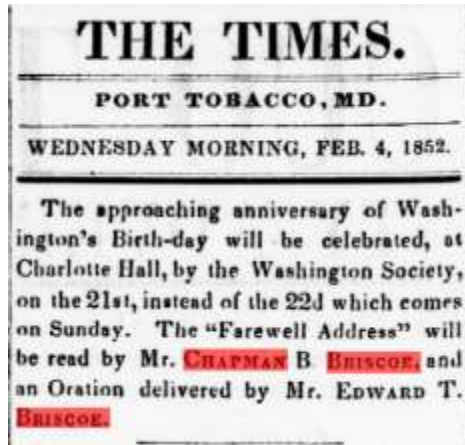 THE TIMES.
PORT TOBACCO, MD.
WEDNESDAY MORNING, FEB. 4, 1852.
The approaching anniversary of Wash-
ington's Birth-day will be celebrated, at
Charlotte Hall, by the Washington Society,
on the 21st, instead of the 22d which comes
on Sunday. The "Farewell Address" will
be read by Mr. CHAPMAN B BRISCOE, and
an Oration delivered by Mr. EDWARD T.
BRISCOE.